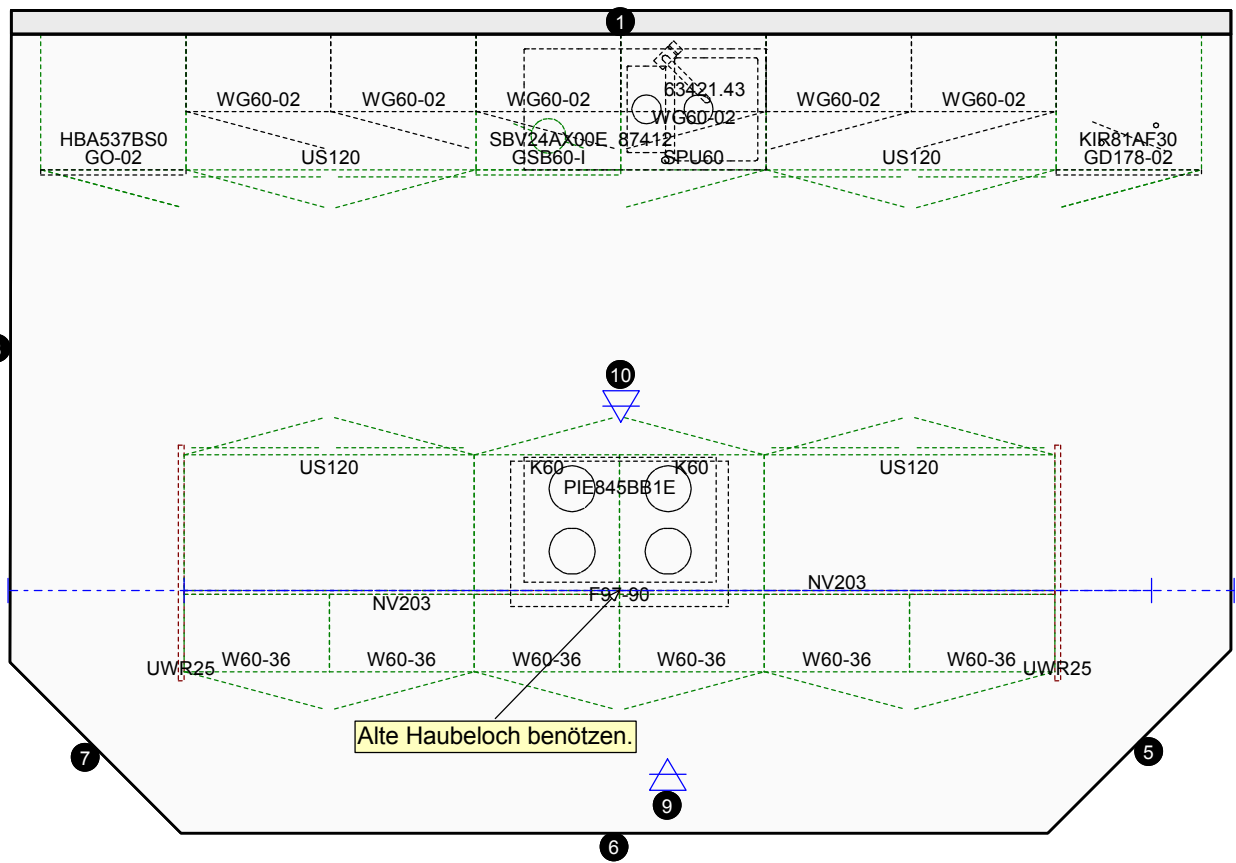 1
WG60-02 WG60-02 WG60-02 63421.43 WG60-02 WG60-02
WG60-02
HBA537BS0 SBV24AX00E 87412 KIR81AF30
GO-02 US120 GSB60-I SPU60 US120 GD178-02
10
US120 K60 K60 US120
PIE845BB1E
NV203
F97-90
NV203
UWR25 W60-36 W60-36 W60-36 W60-36 W60-36 W60-36 UWR25
Alte Haubeloch benötzen.
7 5
9
6